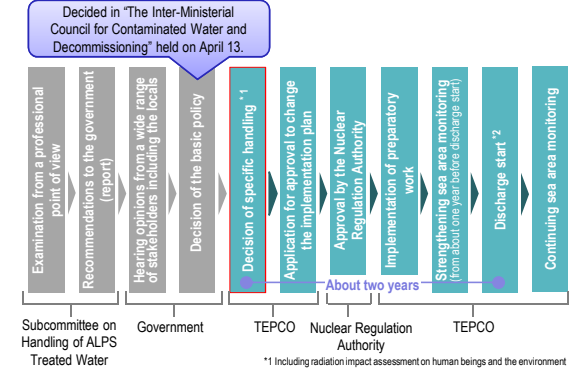 Decided in “The Inter-Ministerial
Council for Contaminated Water and
Decommissioning” held on April 13.
Examination from a professional
point of view
Recommendations to the government
(report)
Hearing opinions from a wide range
of stakeholders including the locals
Decision of the basic policy
Decision of specific handling *1
Application for approval to change
the implementation plan
Approval by the Nuclear
Regulation Authority
Implementation of preparatory
work
Strengthening sea area monitoring
(from about one year before discharge start)
Discharge start *2
Continuing sea area monitoring
About two years
Subcommittee on
Handling of ALPS
Treated Water
Government
TEPCO
Nuclear Regulation
Authority
TEPCO
*1 Including radiation impact assessment on human beings and the environment